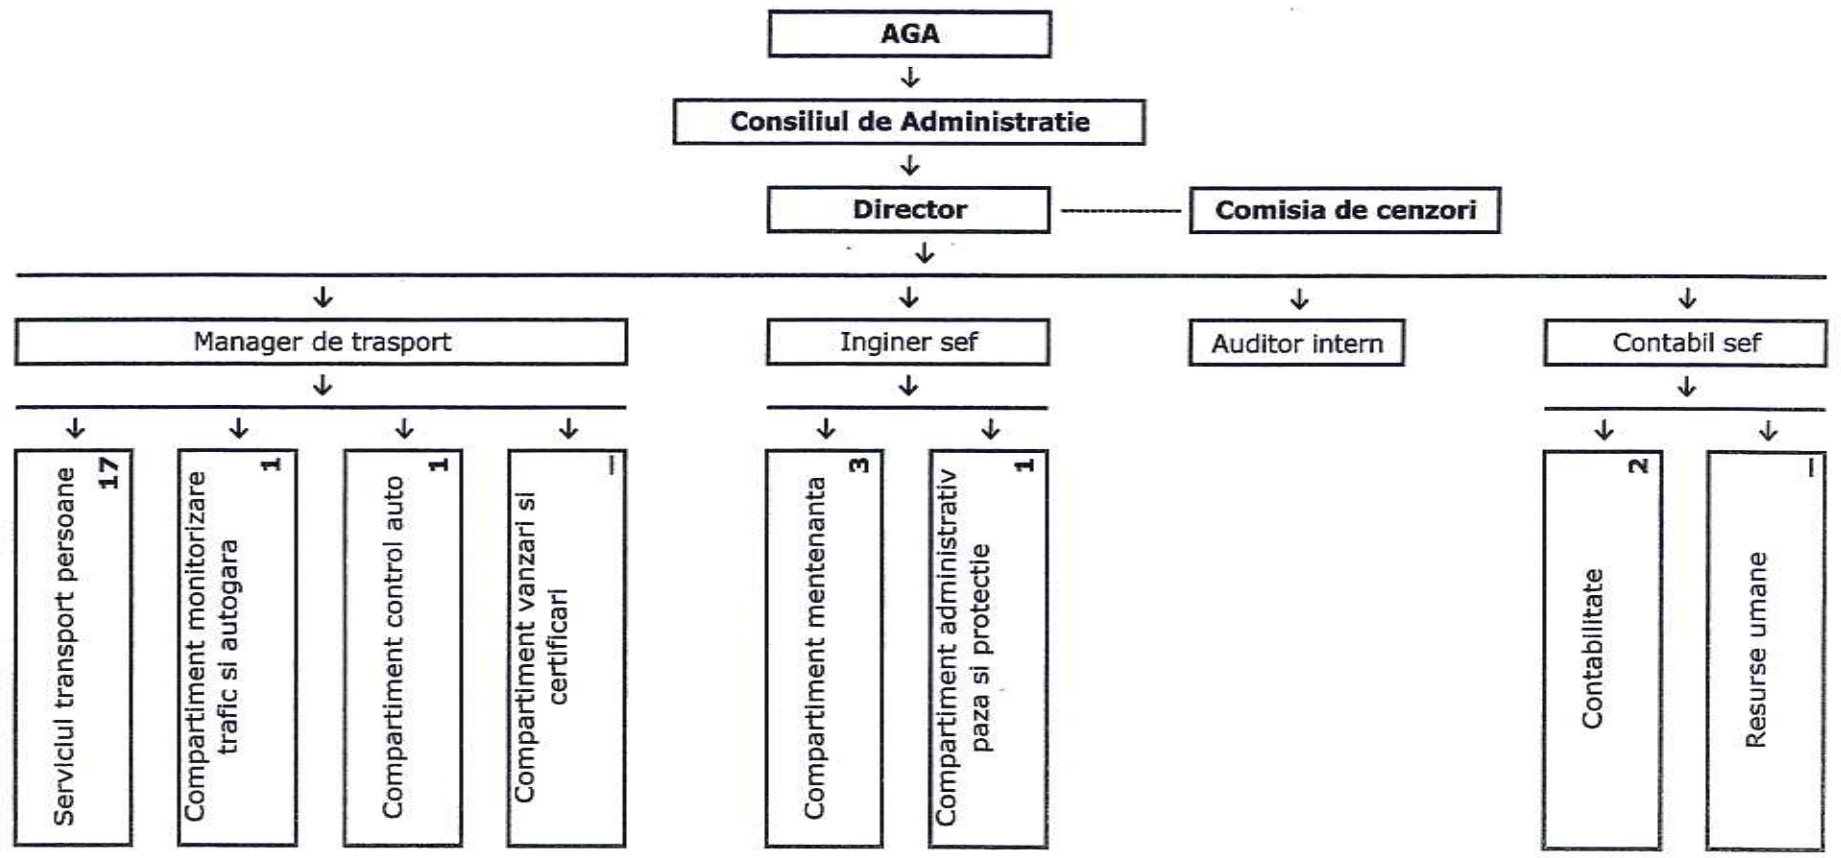 AGA
Consiliul de Administratie
Director
Comisia de cenzori
Manager de trasport
Inginer sef
Auditor intern
Contabil sef
Serviciul transport persoane
17
Compartiment monitorizare
trafic si autogara
1
Compartiment control auto
1
Compartiment vanzari si
certificari
–
Compartiment mentenanta
3
Compartiment administrativ
paza si protectie
1
Contabilitate
2
Resurse umane
–